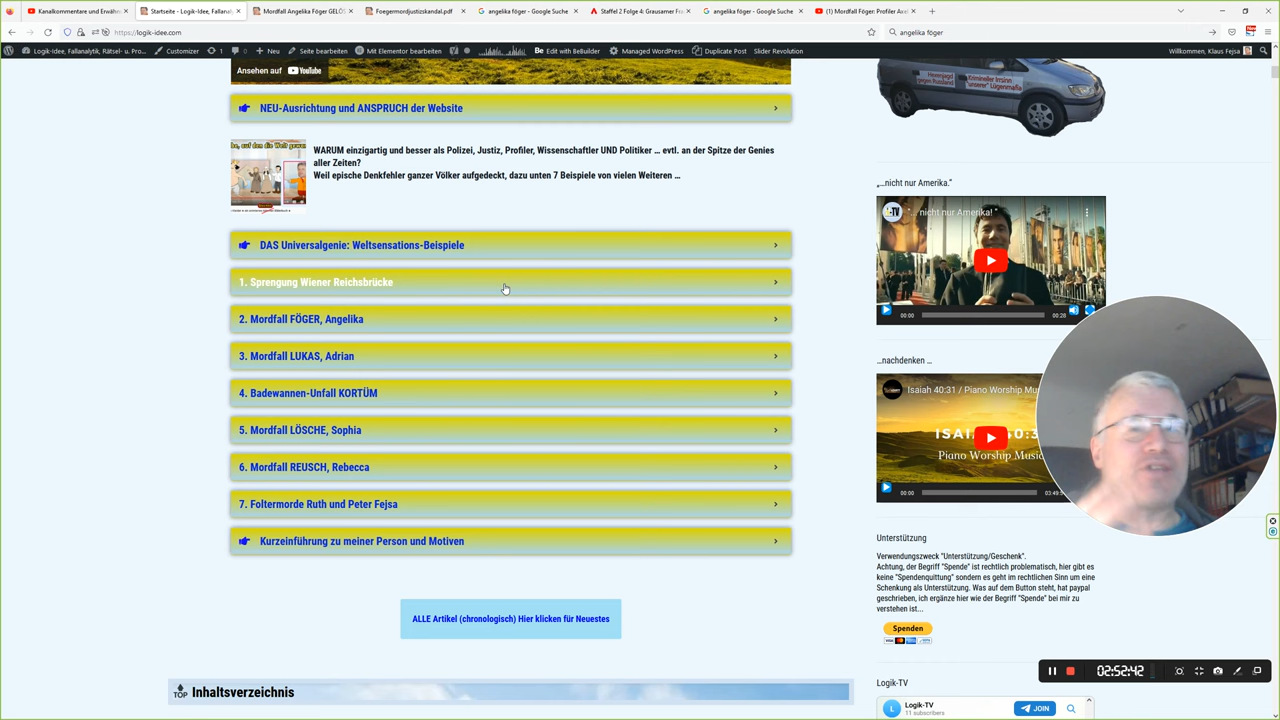 Kanalkommentare und Erwähn
Startseite - Logik-Idee, Fallanaly
Mordfall Angelika Föger GELÖS
Foegermordjustizskandal.pdf
angelika föger - Google Suche
Staffel 2 Folge 4: Grausamer Fr
angelika föger - Google Suche
(1) Mordfall Föger: Profiler Axel
https://logik-idee.com
angelika föger
Logik-Idee, Fallanalytik, Rätsel- u. Pro…
Customizer
1
0
Neu
Seite bearbeiten
Mit Elementor bearbeiten
Edit with BeBuilder
Managed WordPress
Duplicate Post
Slider Revolution
Willkommen, Klaus Fejsa
Ansehen auf YouTube
NEU-Ausrichtung und ANSPRUCH der Website
WARUM einzigartig und besser als Polizei, Justiz, Profiler, Wissenschaftler UND Politiker … evtl. an der Spitze der Genies
aller Zeiten?
Weil epische Denkfehler ganzer Völker aufgedeckt, dazu unten 7 Beispiele von vielen Weiteren …
DAS Universalgenie: Weltsensations-Beispiele
1. Sprengung Wiener Reichsbrücke
2. Mordfall FÖGER, Angelika
3. Mordfall LUKAS, Adrian
4. Badewannen-Unfall KORTÜM
5. Mordfall LÖSCHE, Sophia
6. Mordfall REUSCH, Rebecca
7. Foltermorde Ruth und Peter Fejsa
Kurzeinführung zu meiner Person und Motiven
ALLE Artikel (chronologisch) Hier klicken für Neuestes
TOP
Inhaltsverzeichnis
„…nicht nur Amerika."
"… nicht nur Amerika! "
00:00
00:28
…nachdenken …
Isaiah 40:31 / Piano Worship Mu
Piano Worship Music
00:00
03:49:5
Unterstützung
Verwendungszweck "Unterstützung/Geschenk".
Achtung, der Begriff "Spende" ist rechtlich problematisch, hier gibt es
keine "Spendenquittung" sondern es geht im rechtlichen Sinn um eine
Schenkung als Unterstützung. Was auf dem Button steht, hat paypal
geschrieben, ich ergänze hier wie der Begriff "Spende" bei mir zu
verstehen ist...
Spenden
02:52:42
Logik-TV
Logik-TV
11 subscribers
JOIN